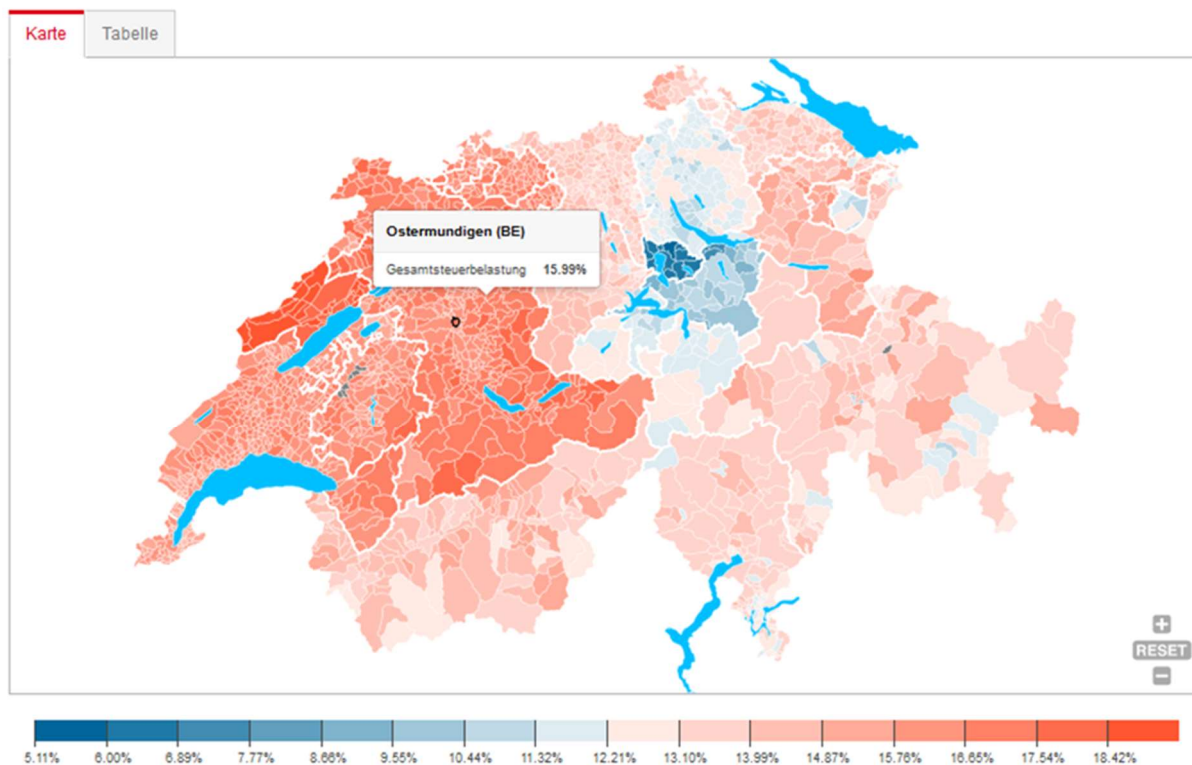 Karte Tabelle
Ostermundigen (BE)
Gesamtsteuerbelastung 15.99%
+
RESET
−
5.11% 6.00% 6.89% 7.77% 8.66% 9.55% 10.44% 11.32% 12.21% 13.10% 13.99% 14.87% 15.76% 16.65% 17.54% 18.42%